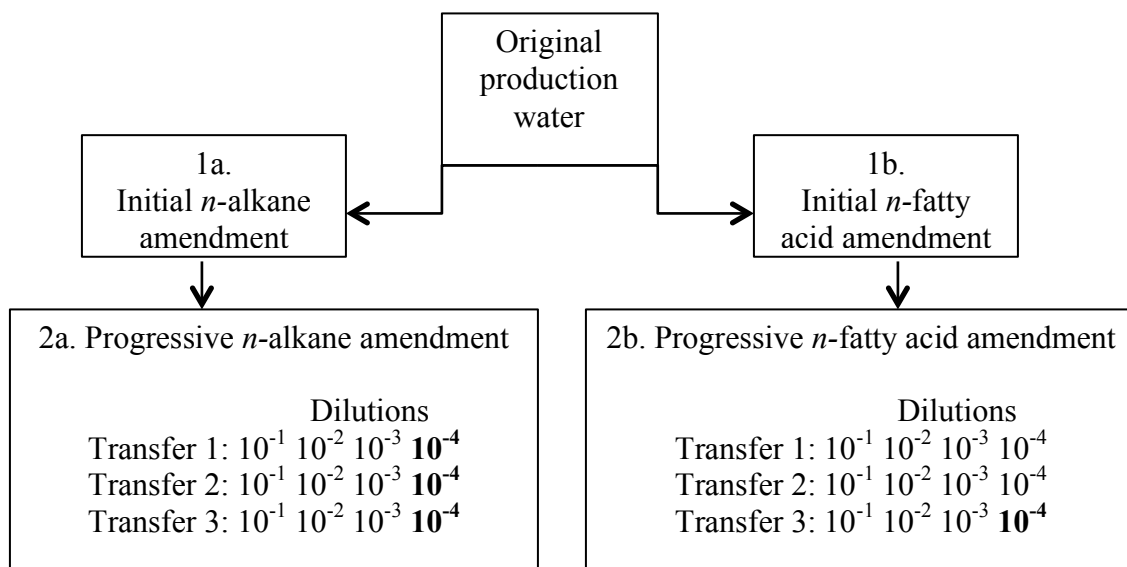 Original
production
water
1a.
Initial n-alkane
amendment
1b.
Initial n-fatty
acid amendment
2a. Progressive n-alkane amendment
Dilutions
Transfer 1: 10⁻¹ 10⁻² 10⁻³ 10⁻⁴
Transfer 2: 10⁻¹ 10⁻² 10⁻³ 10⁻⁴
Transfer 3: 10⁻¹ 10⁻² 10⁻³ 10⁻⁴
2b. Progressive n-fatty acid amendment
Dilutions
Transfer 1: 10⁻¹ 10⁻² 10⁻³ 10⁻⁴
Transfer 2: 10⁻¹ 10⁻² 10⁻³ 10⁻⁴
Transfer 3: 10⁻¹ 10⁻² 10⁻³ 10⁻⁴